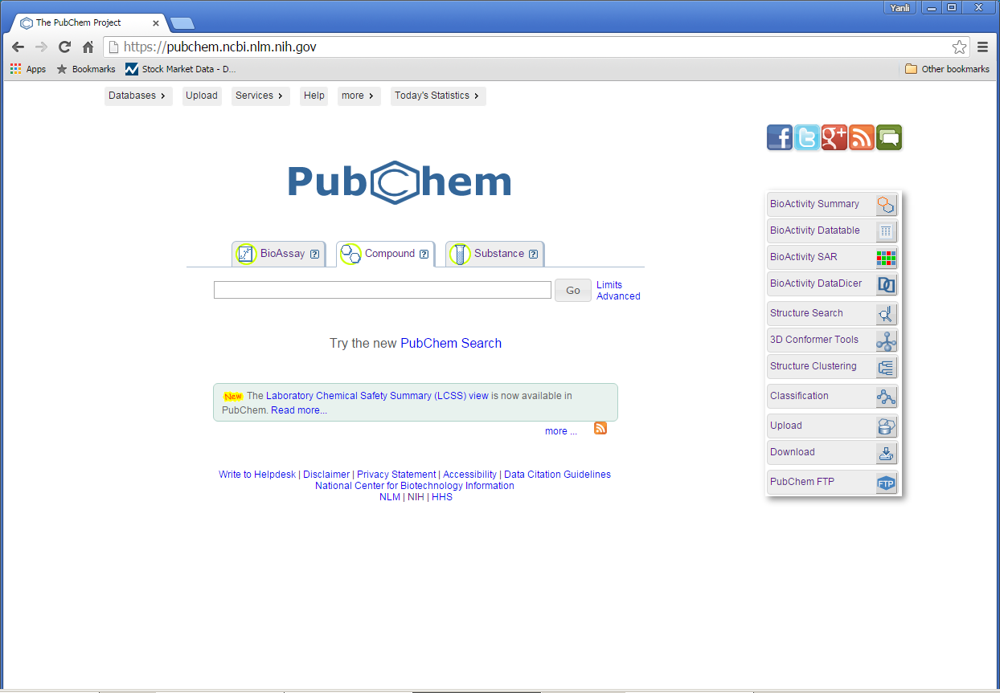 Yanli
The PubChem Project
https://pubchem.ncbi.nlm.nih.gov
Apps Bookmarks Stock Market Data - D... Other bookmarks
Databases Upload Services Help more Today's Statistics
PubChem
BioAssay ? Compound ? Substance ?
Go Limits
Advanced
Try the new PubChem Search
New The Laboratory Chemical Safety Summary (LCSS) view is now available in
PubChem. Read more...
more ...
Write to Helpdesk | Disclaimer | Privacy Statement | Accessibility | Data Citation Guidelines
National Center for Biotechnology Information
NLM | NIH | HHS
BioActivity Summary
BioActivity Datatable
BioActivity SAR
BioActivity DataDicer
Structure Search
3D Conformer Tools
Structure Clustering
Classification
Upload
Download
PubChem FTP FTP